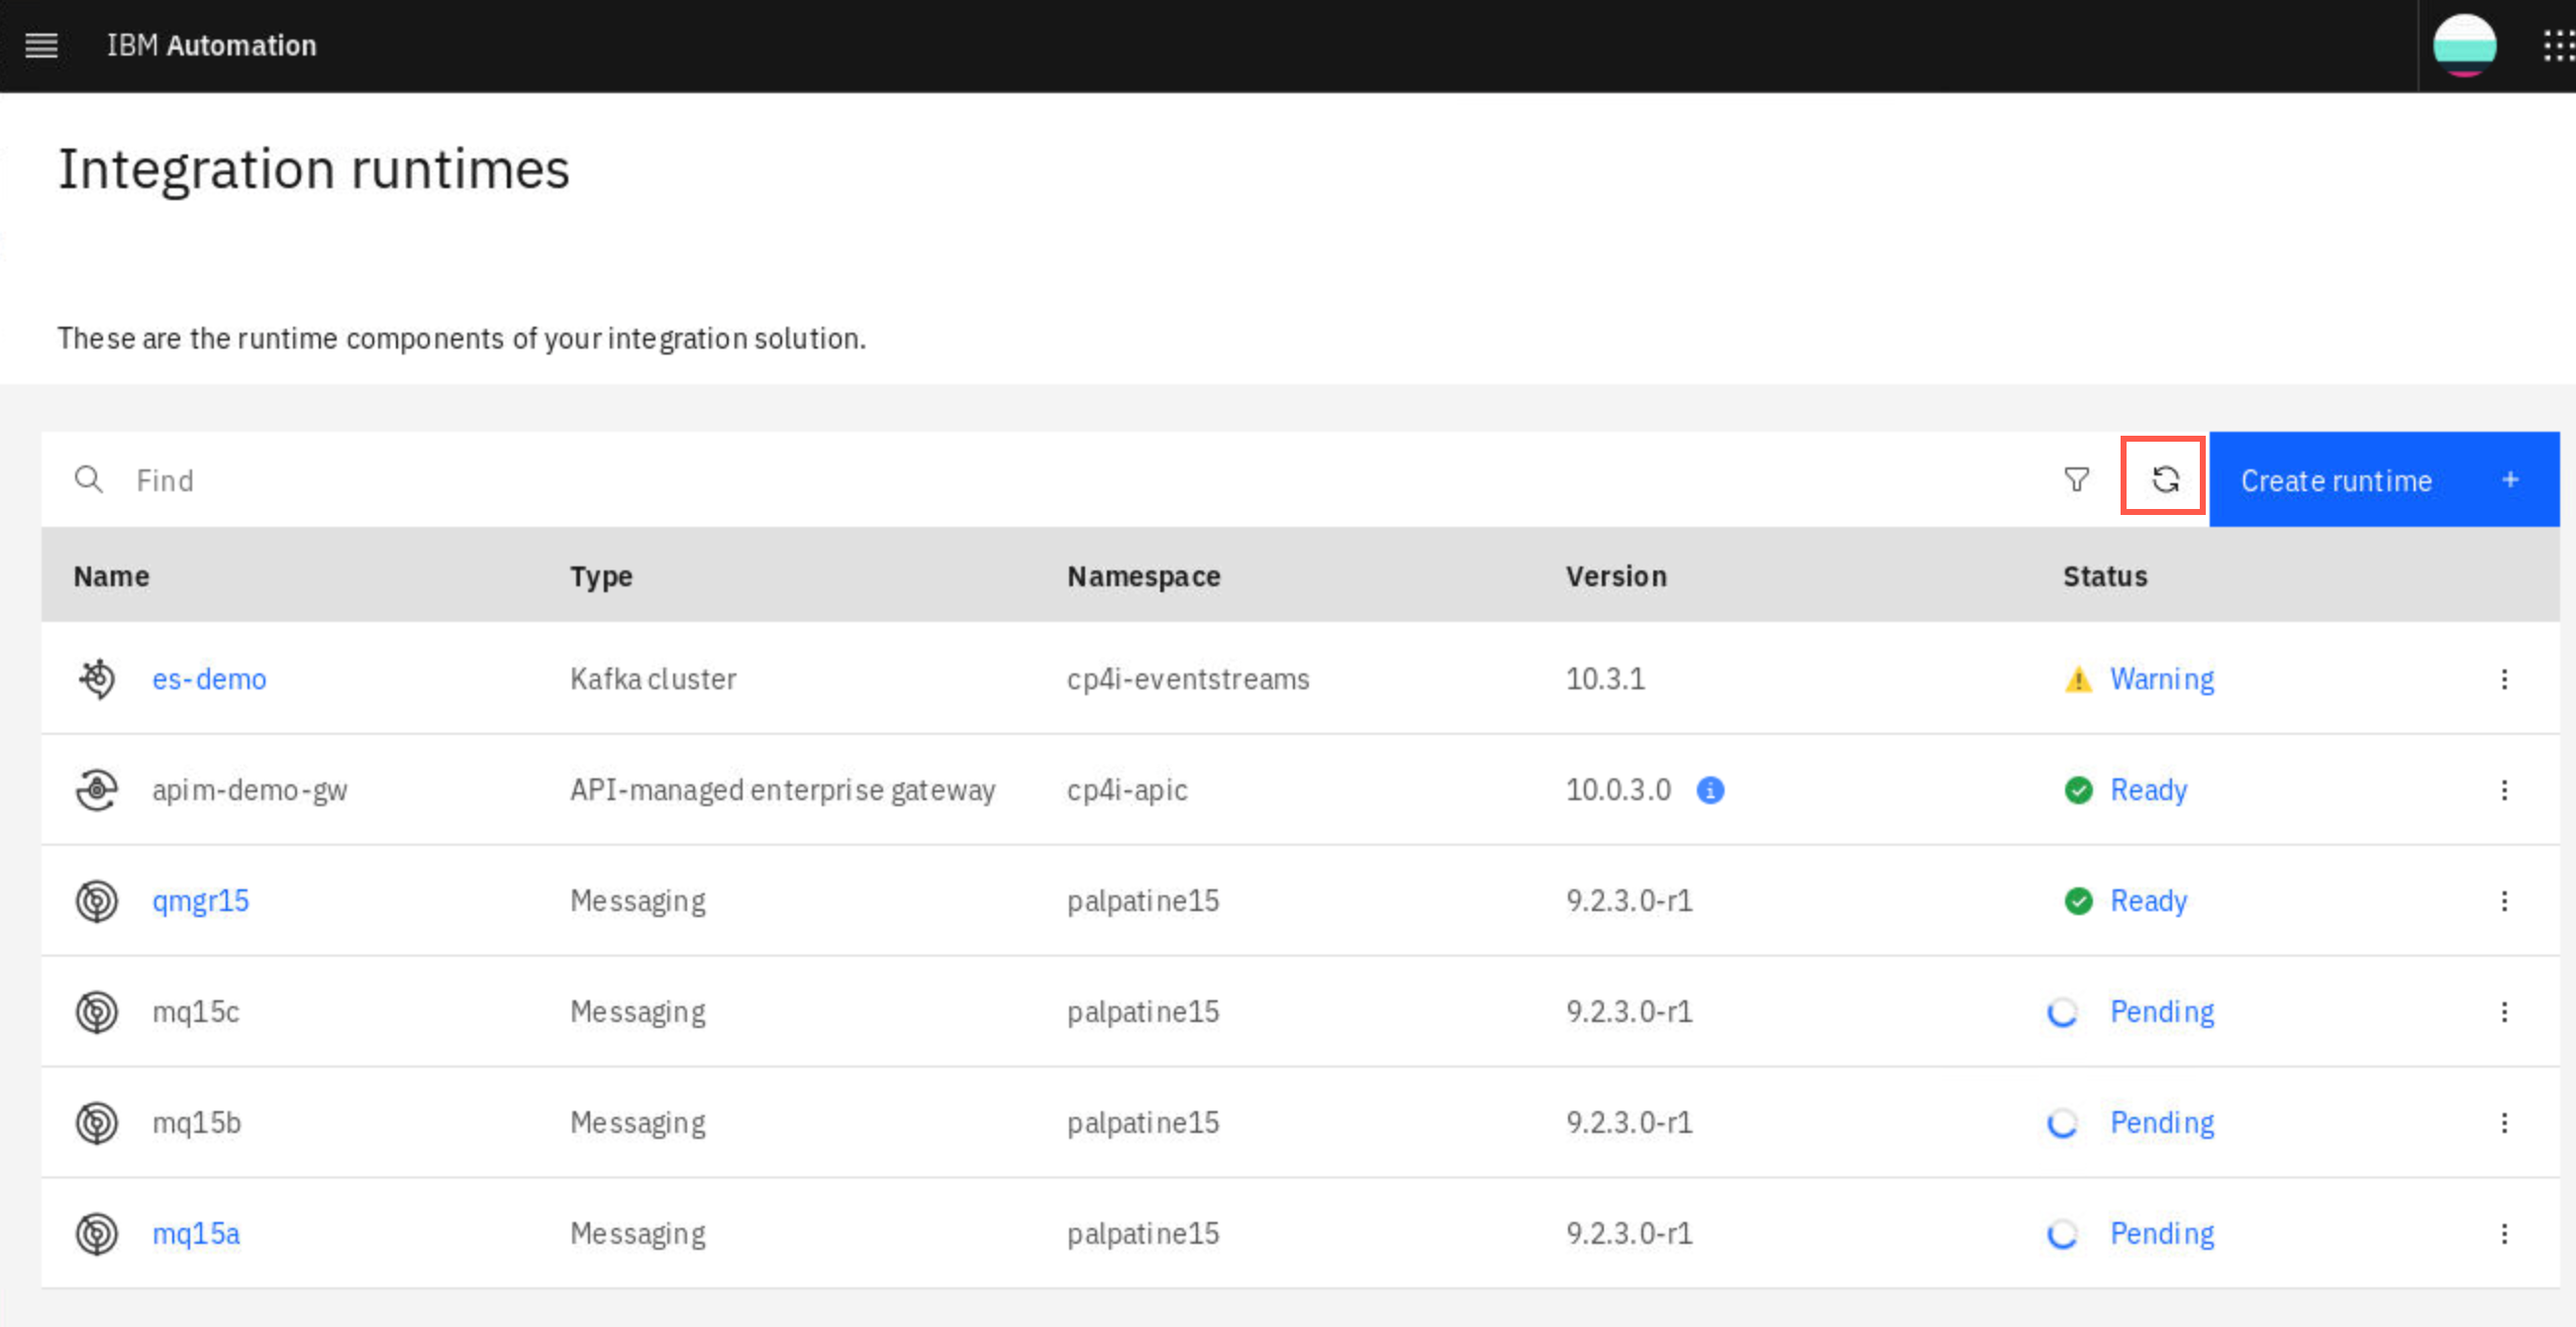 IBM Automation
Integration runtimes
These are the runtime components of your integration solution.
Find
Create runtime +
Name Type Namespace Version Status
es-demo Kafka cluster cp4i-eventstreams 10.3.1 Warning
apim-demo-gw API-managed enterprise gateway cp4i-apic 10.0.3.0 Ready
qmgr15 Messaging palpatine15 9.2.3.0-r1 Ready
mq15c Messaging palpatine15 9.2.3.0-r1 Pending
mq15b Messaging palpatine15 9.2.3.0-r1 Pending
mq15a Messaging palpatine15 9.2.3.0-r1 Pending